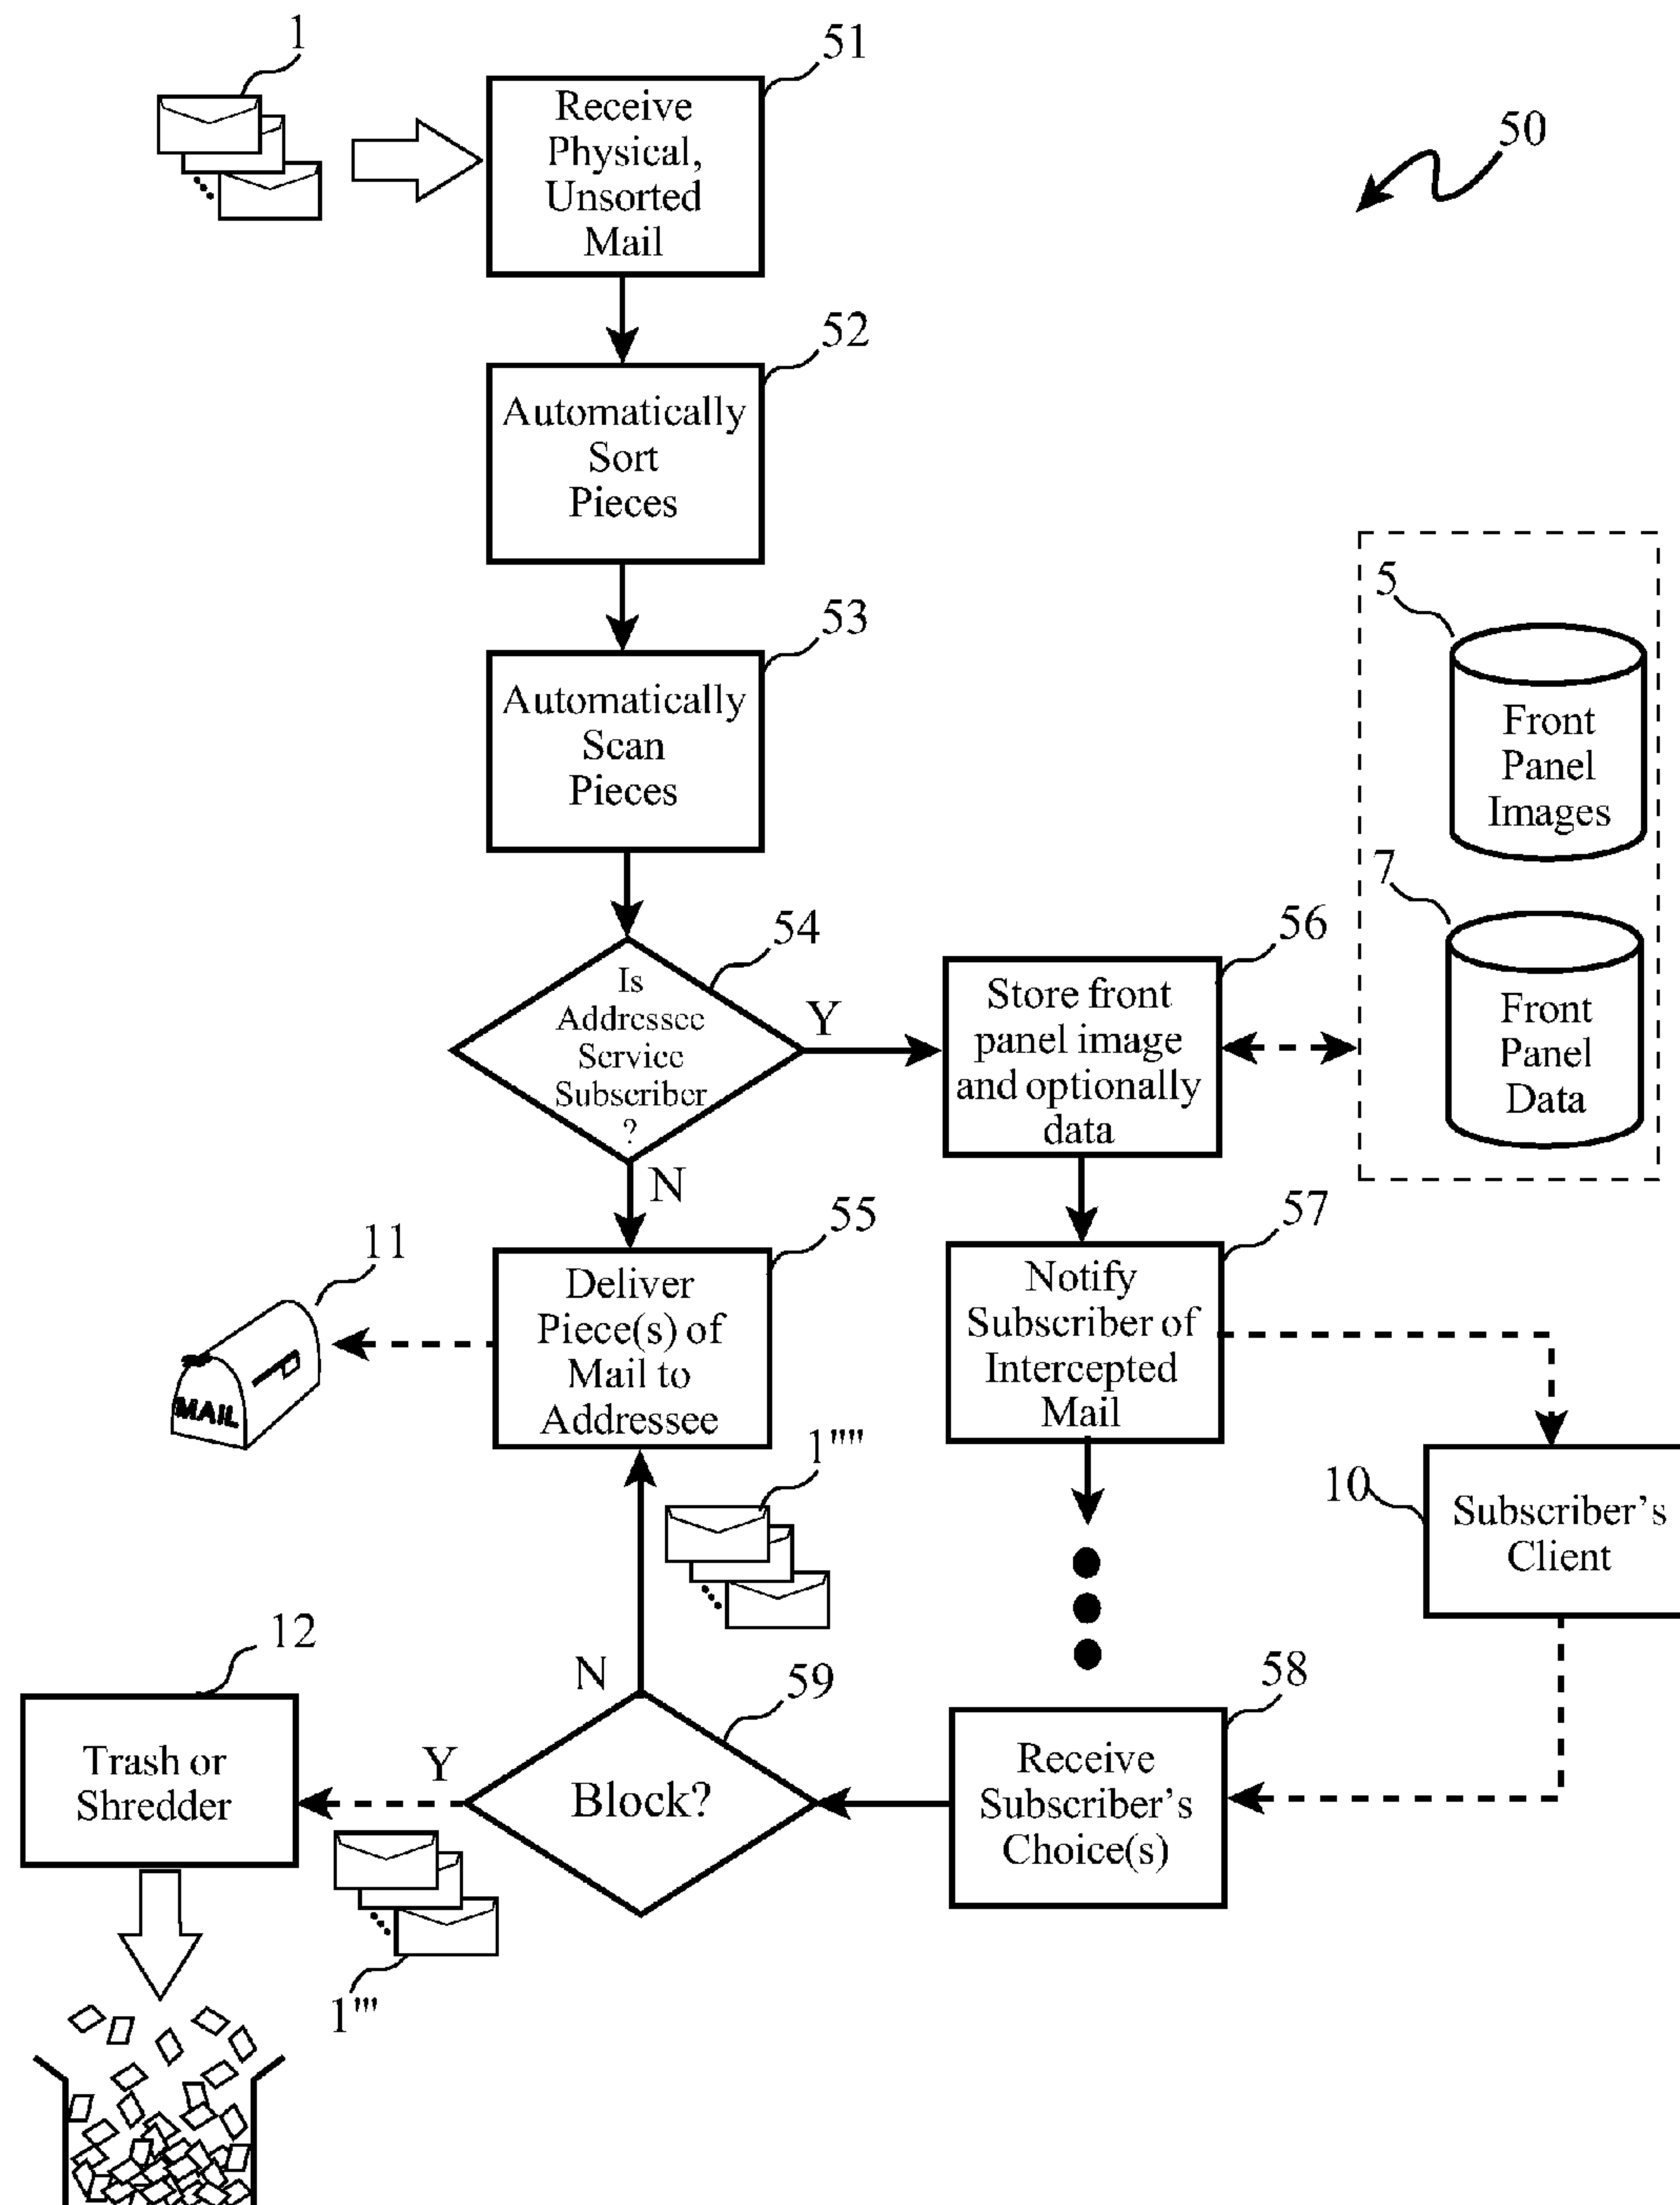 1
51
Receive
Physical,
Unsorted
Mail
50
52
Automatically
Sort
Pieces
53
Automatically
Scan
Pieces
5
Front
Panel
Images
7
Front
Panel
Data
54
Is
Addressee
Service
Subscriber
?
Y
N
56
Store front
panel image
and optionally
data
55
Deliver
Piece(s) of
Mail to
Addressee
11
MAIL
57
Notify
Subscriber of
Intercepted
Mail
1''''
10
Subscriber's
Client
12
Trash or
Shredder
N
59
Y
Block?
58
Receive
Subscriber's
Choice(s)
1'''